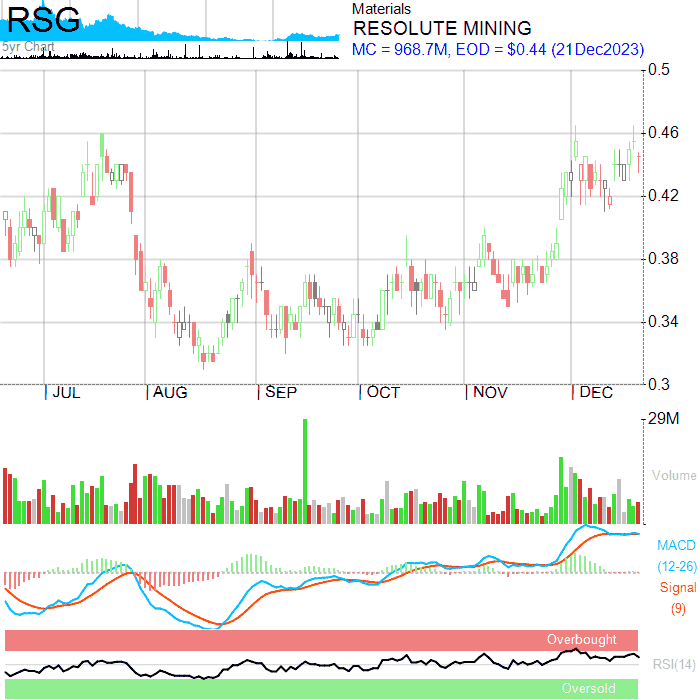 RSG
5yr Chart
Materials
RESOLUTE MINING
MC = 968.7M, EOD = $0.44 (21Dec2023)
0.5
0.46
0.42
0.38
0.34
0.3
JUL AUG SEP OCT NOV DEC
29M
Volume
MACD
(12-26)
Signal
(9)
Overbought
RSI(14)
Oversold